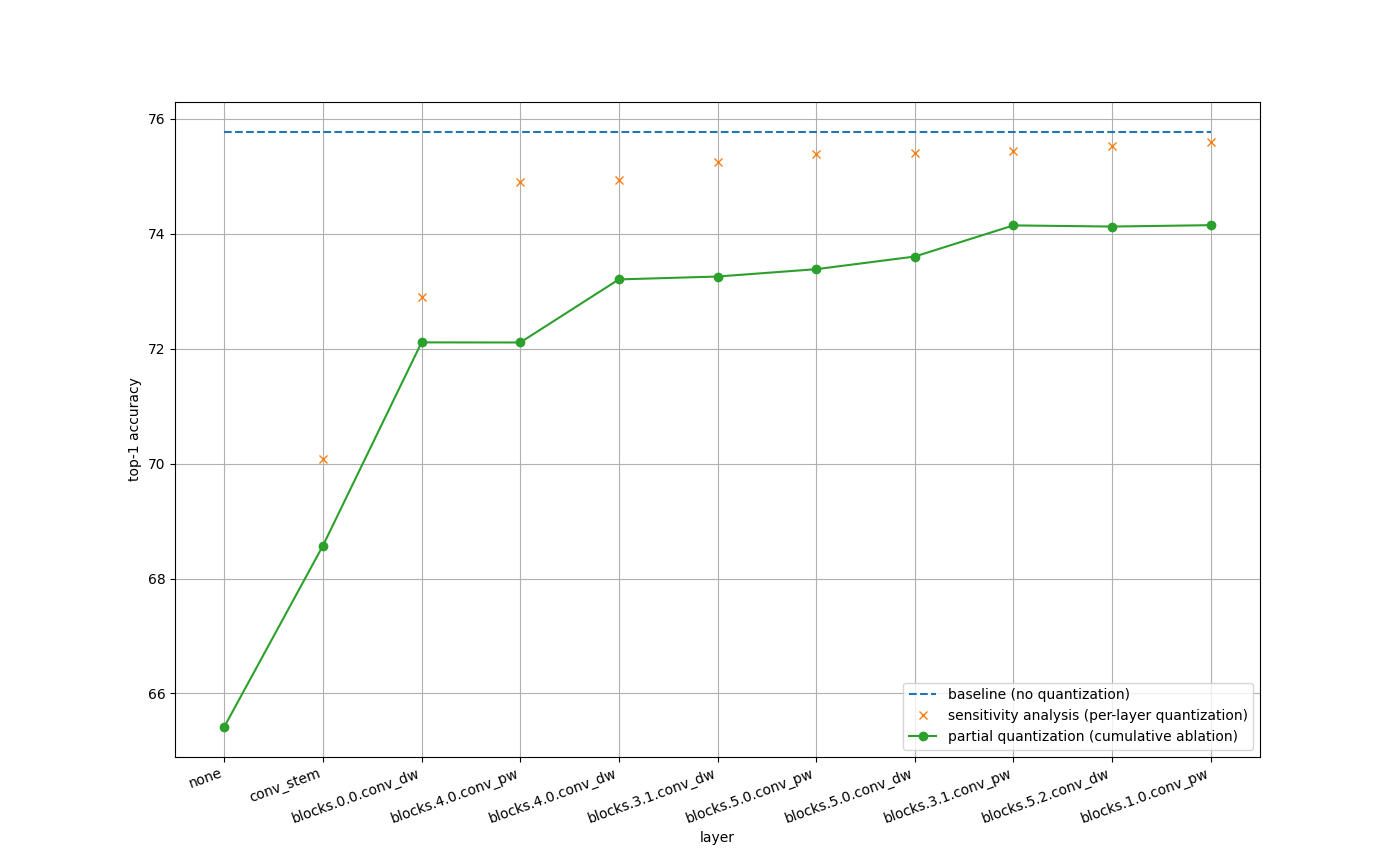 76
74
72
70
68
66
top-1 accuracy
baseline (no quantization)
sensitivity analysis (per-layer quantization)
partial quantization (cumulative ablation)
none
conv_stem
blocks.0.0.conv_dw
blocks.4.0.conv_pw
blocks.4.0.conv_dw
blocks.3.1.conv_dw
blocks.5.0.conv_pw
blocks.5.0.conv_dw
blocks.3.1.conv_pw
blocks.5.2.conv_dw
blocks.1.0.conv_pw
layer